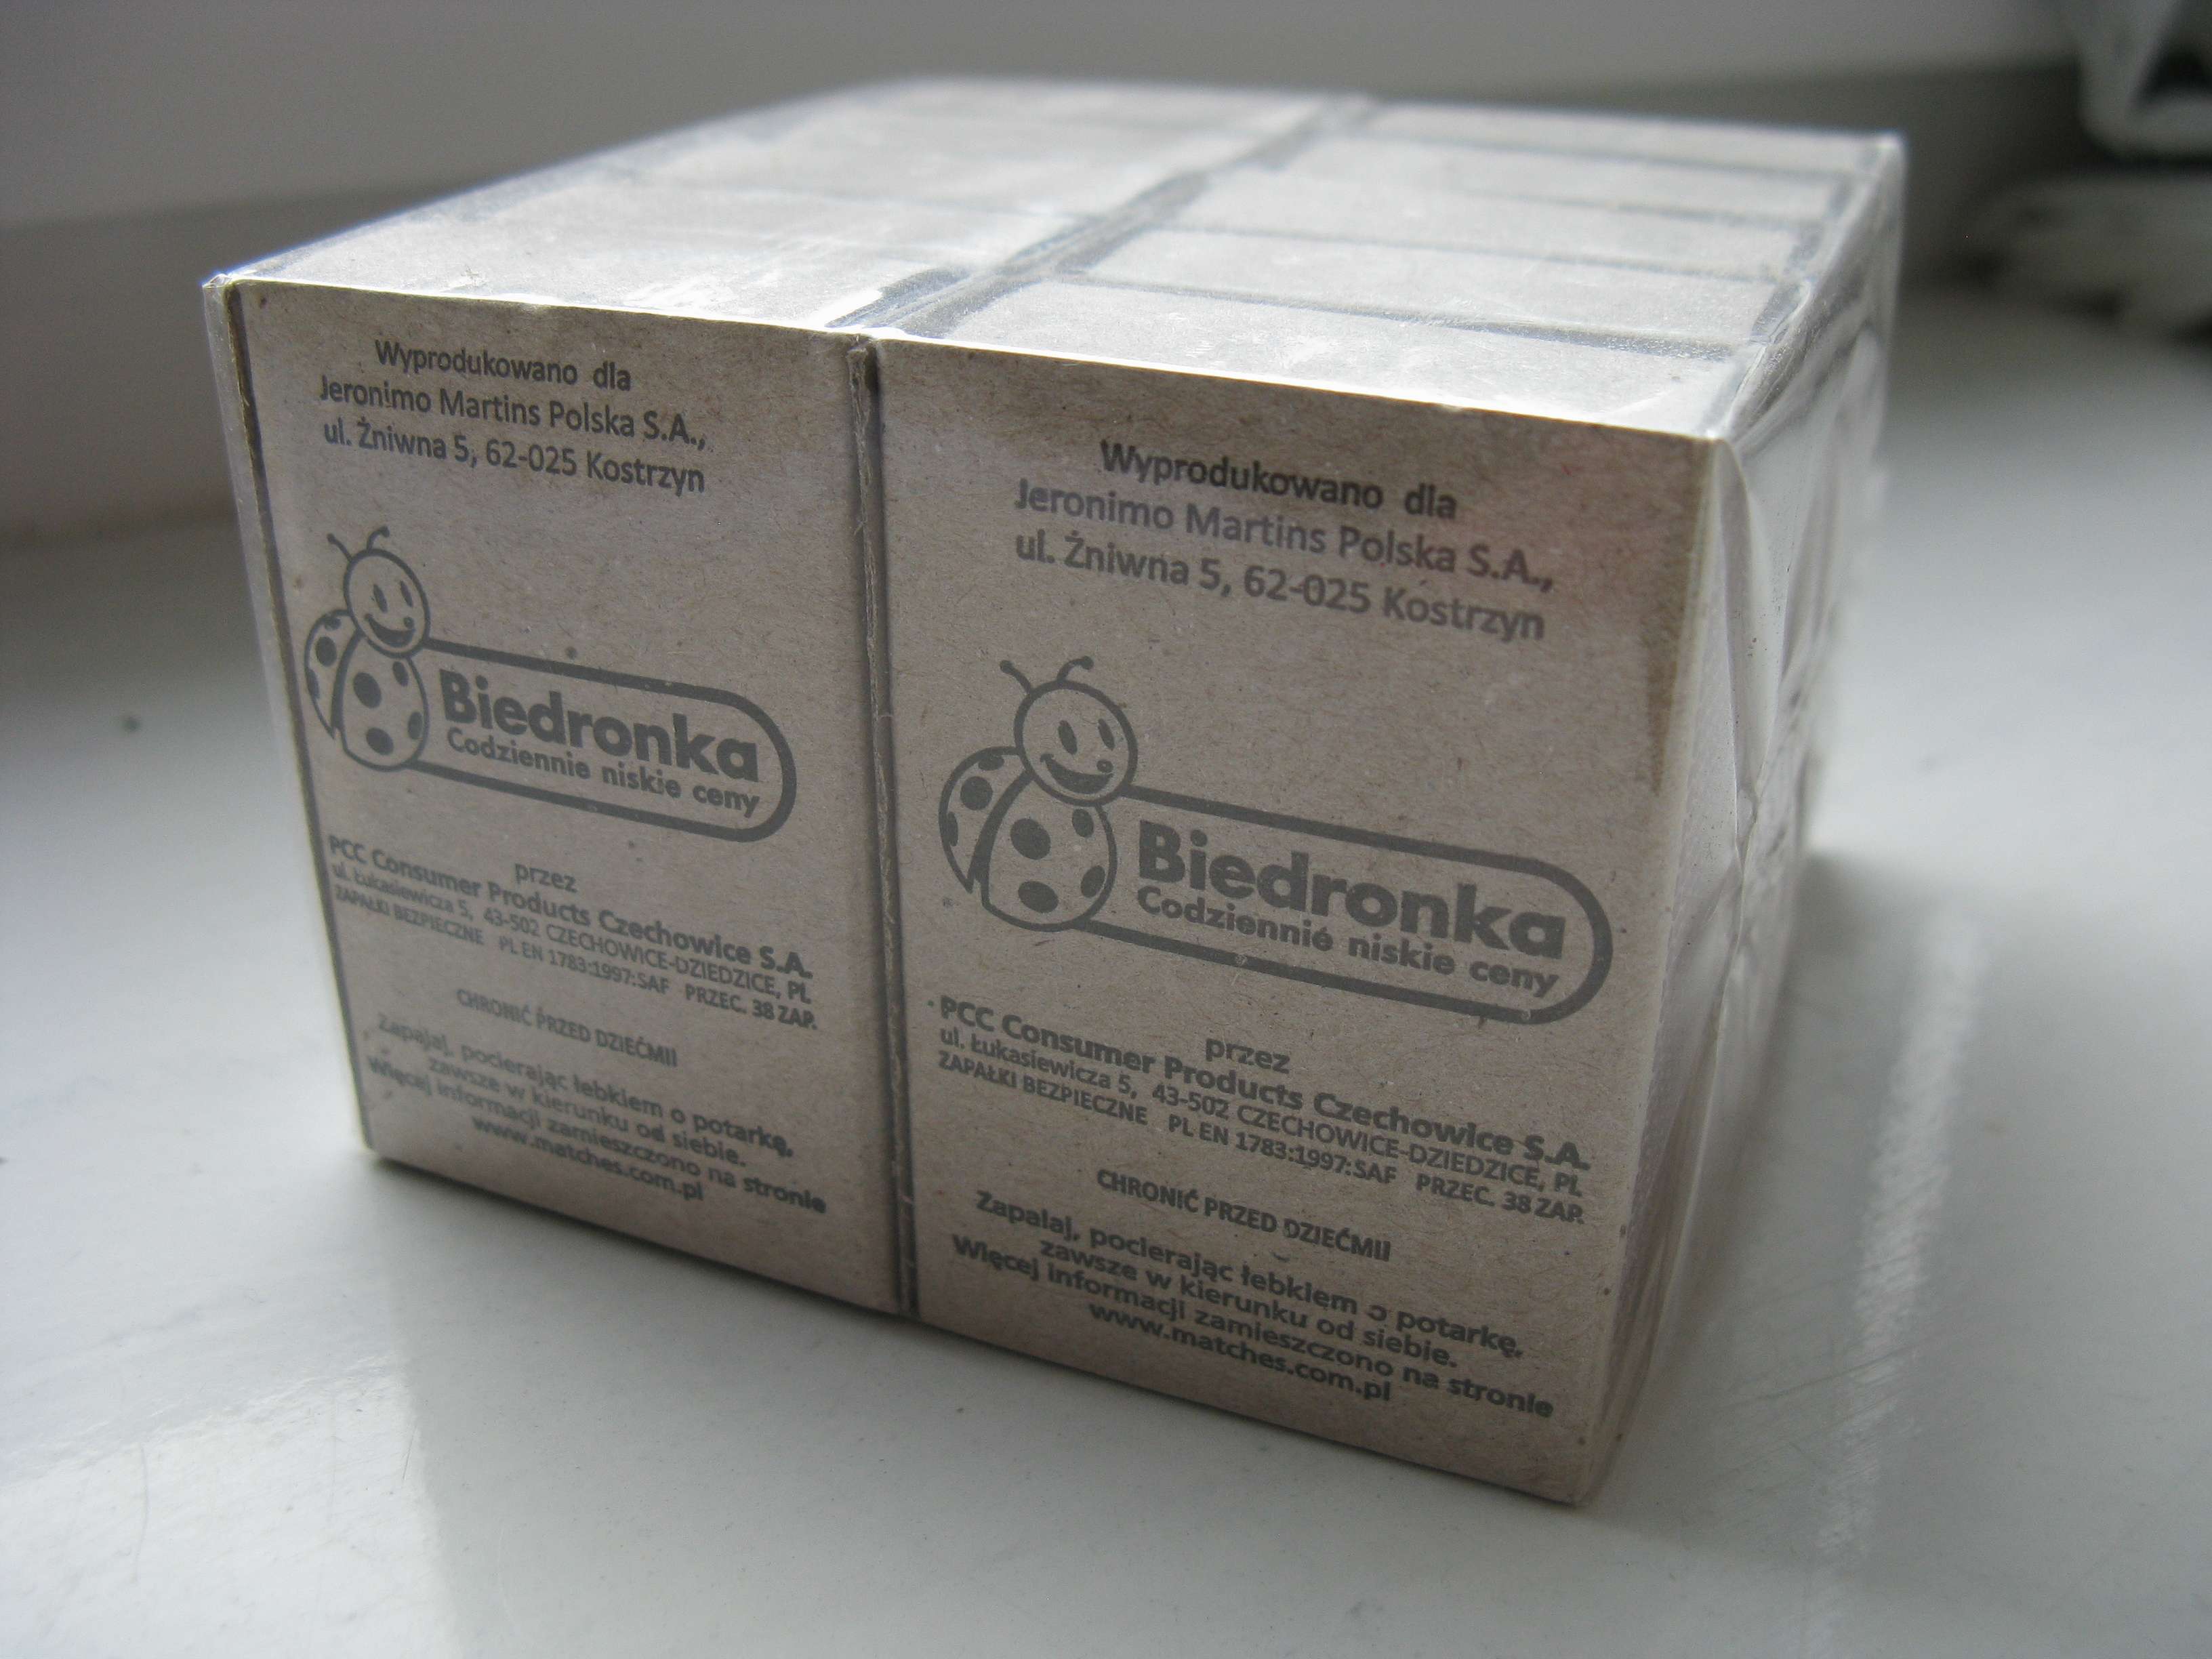 Wyprodukowano dla
Jeronimo Martins Polska S.A.,
ul. Żniwna 5, 62-025 Kostrzyn
Biedronka
Codziennie niskie ceny
przez
PCC Consumer Products Czechowice S.A.
ul. Łukasiewicza 5, 43-502 CZECHOWICE-DZIEDZICE, PL
ZAPAŁKI BEZPIECZNE PL EN 1783:1997:SAF PRZEC. 38 ZAP.
CHRONIĆ PRZED DZIEĆMI!
Zapalaj, pocierając łebkiem o potarkę,
zawsze w kierunku od siebie.
Więcej informacji zamieszczono na stronie
www.matches.com.pl
Wyprodukowano dla
Jeronimo Martins Polska S.A.,
ul. Żniwna 5, 62-025 Kostrzyn
Biedronka
Codziennie niskie ceny
przez
PCC Consumer Products Czechowice S.A.
ul. Łukasiewicza 5, 43-502 CZECHOWICE-DZIEDZICE, PL
ZAPAŁKI BEZPIECZNE PL EN 1783:1997:SAF PRZEC. 38 ZAP.
CHRONIĆ PRZED DZIEĆMI!
Zapalaj, pocierając łebkiem o potarkę,
zawsze w kierunku od siebie.
Więcej informacji zamieszczono na stronie
www.matches.com.pl